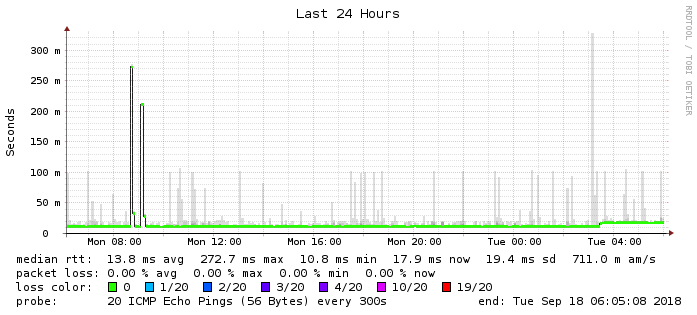 Last 24 Hours
RRDTOOL / TOBI OETIKER
Seconds
300 m
250 m
200 m
150 m
100 m
50 m
0
Mon 08:00 Mon 12:00 Mon 16:00 Mon 20:00 Tue 00:00 Tue 04:00
median rtt: 13.8 ms avg 272.7 ms max 10.8 ms min 17.9 ms now 19.4 ms sd 711.0 m am/s
packet loss: 0.00 % avg 0.00 % max 0.00 % min 0.00 % now
loss color: 0 1/20 2/20 3/20 4/20 10/20 19/20
probe: 20 ICMP Echo Pings (56 Bytes) every 300s end: Tue Sep 18 06:05:08 2018